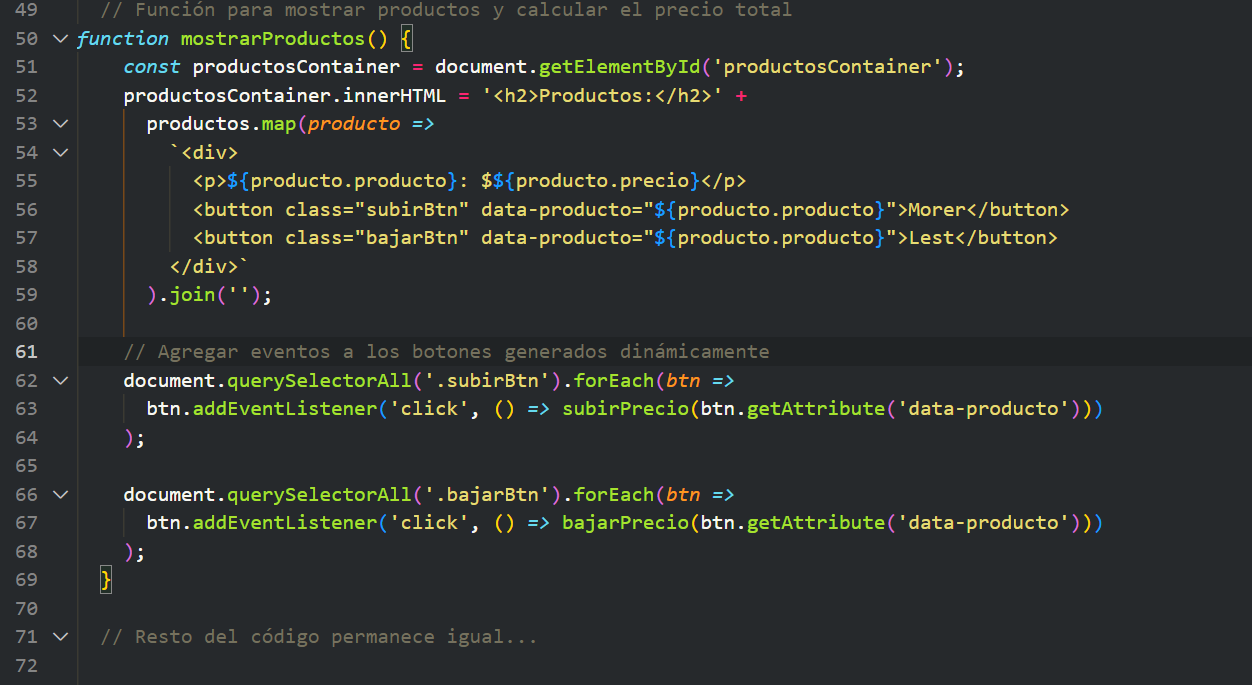 49 // Función para mostrar productos y calcular el precio total
50 function mostrarProductos() {
51 const productosContainer = document.getElementById('productosContainer');
52 productosContainer.innerHTML = '<h2>Productos:</h2>' +
53 productos.map(producto =>
54 `<div>
55 <p>${producto.producto}: $${producto.precio}</p>
56 <button class="subirBtn" data-producto="${producto.producto}">Morer</button>
57 <button class="bajarBtn" data-producto="${producto.producto}">Lest</button>
58 </div>`
59 ).join('');
60
61 // Agregar eventos a los botones generados dinámicamente
62 document.querySelectorAll('.subirBtn').forEach(btn =>
63 btn.addEventListener('click', () => subirPrecio(btn.getAttribute('data-producto')))
64 );
65
66 document.querySelectorAll('.bajarBtn').forEach(btn =>
67 btn.addEventListener('click', () => bajarPrecio(btn.getAttribute('data-producto')))
68 );
69 }
70
71 // Resto del código permanece igual...
72